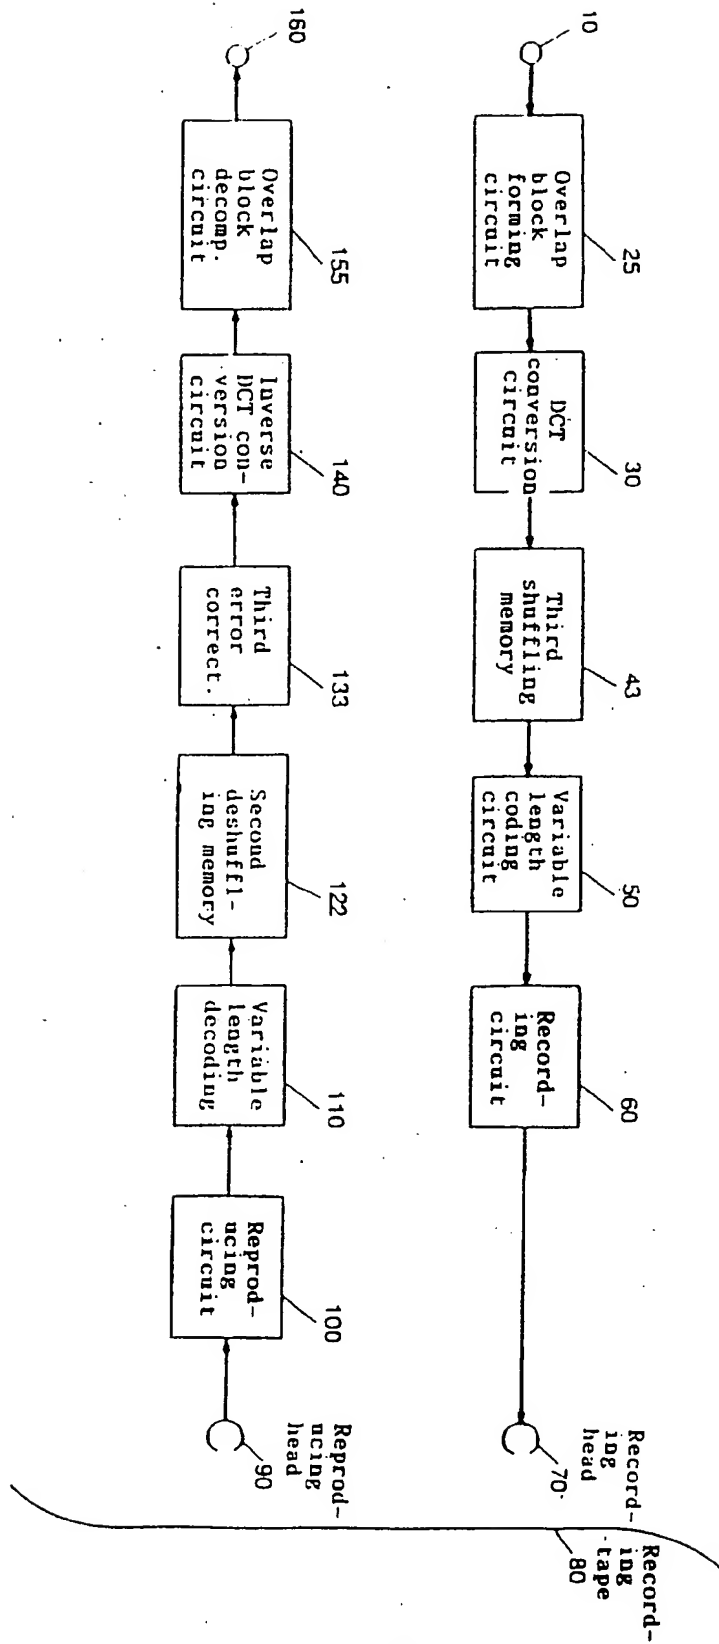 10
Overlap
block
forming
circuit
25
DCT
conversion
circuit
30
Third
shuffling
memory
43
Variable
length
coding
circuit
50
Record-
ing
circuit
60
Record-
ing
head
70
Record-
ing
tape
80
160
Overlap
block
decomp.
circuit
155
Inverse
DCT con-
version
circuit
140
Third
error
correct.
133
Second
deshuffl-
ing memory
122
Variable
length
decoding
110
Reprod-
ucing
circuit
100
Reprod-
ucing
head
90